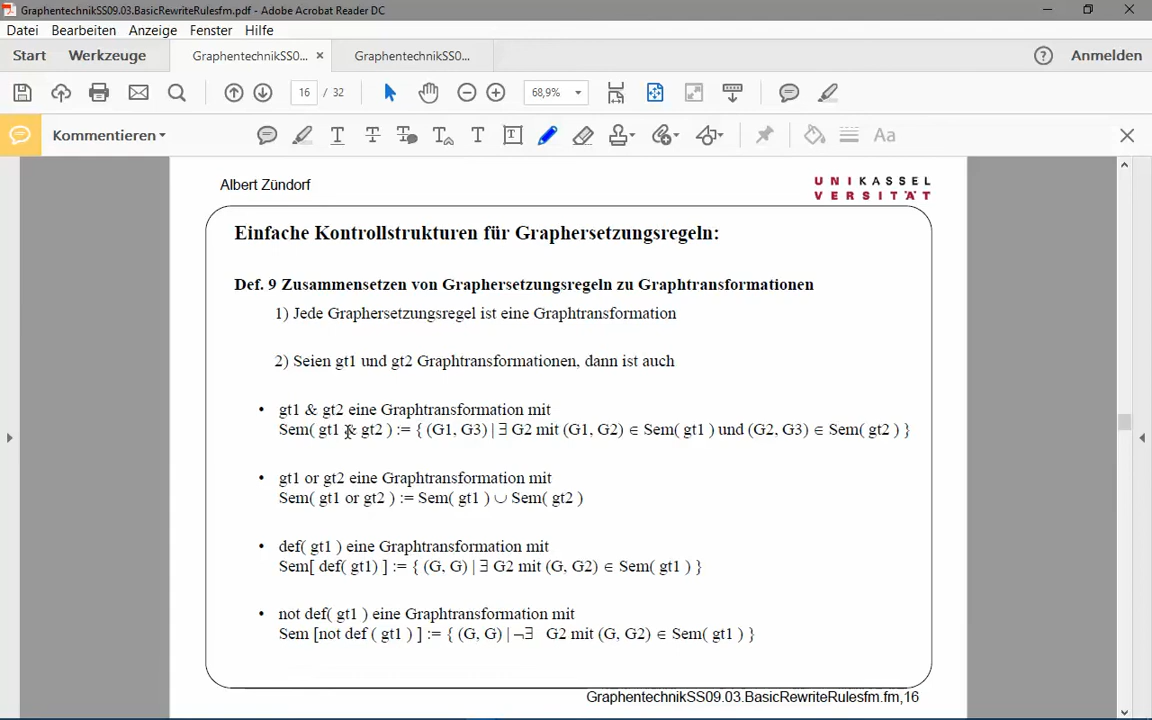 GraphentechnikSS09.03.BasicRewriteRulesfm.pdf - Adobe Acrobat Reader DC
Datei Bearbeiten Anzeige Fenster Hilfe
Start Werkzeuge GraphentechnikSS0... × GraphentechnikSS0... Anmelden
16 / 32 68,9%
Kommentieren
Albert Zündorf
UNIKASSEL
VERSITÄT
Einfache Kontrollstrukturen für Graphersetzungsregeln:
Def. 9 Zusammensetzen von Graphersetzungsregeln zu Graphtransformationen
1) Jede Graphersetzungsregel ist eine Graphtransformation
2) Seien gt1 und gt2 Graphtransformationen, dann ist auch
• gt1 & gt2 eine Graphtransformation mit
Sem( gt1 & gt2 ) := { (G1, G3) | ∃ G2 mit (G1, G2) ∈ Sem( gt1 ) und (G2, G3) ∈ Sem( gt2 ) }
• gt1 or gt2 eine Graphtransformation mit
Sem( gt1 or gt2 ) := Sem( gt1 ) ∪ Sem( gt2 )
• def( gt1 ) eine Graphtransformation mit
Sem[ def( gt1) ] := { (G, G) | ∃ G2 mit (G, G2) ∈ Sem( gt1 ) }
• not def( gt1 ) eine Graphtransformation mit
Sem [not def ( gt1 ) ] := { (G, G) | ¬∃ G2 mit (G, G2) ∈ Sem( gt1 ) }
GraphentechnikSS09.03.BasicRewriteRulesfm.fm,16